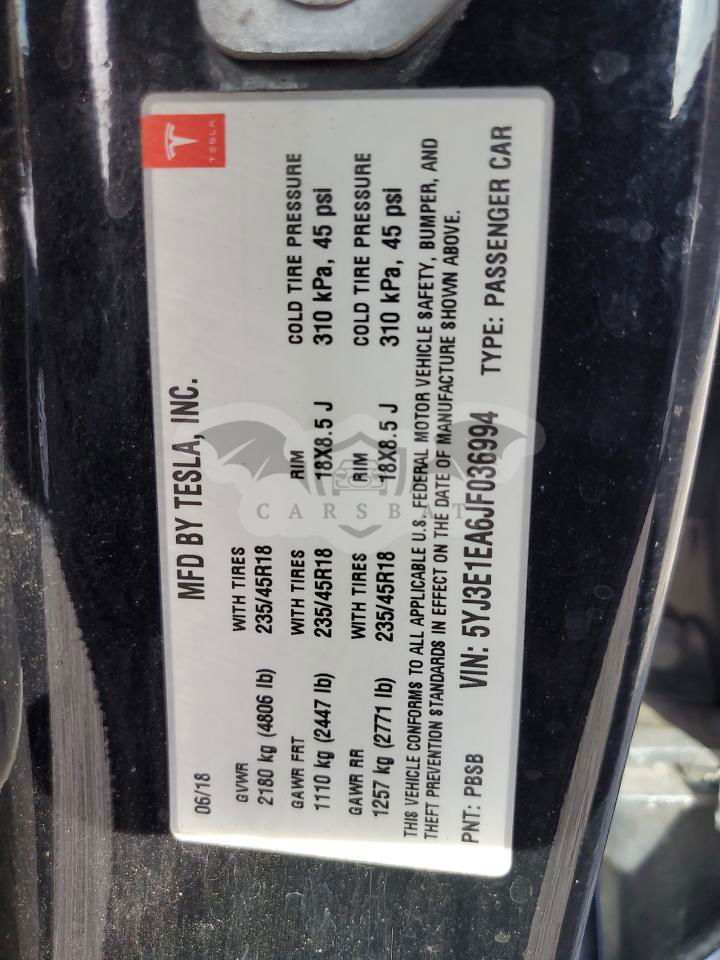 TESLA
MFD BY TESLA, INC.
06/18
GVWR WITH TIRES
2180 kg (4806 lb) 235/45R18
GAWR FRT WITH TIRES RIM COLD TIRE PRESSURE
1110 kg (2447 lb) 235/45R18 18X8.5 J 310 kPa, 45 psi
GAWR RR WITH TIRES RIM COLD TIRE PRESSURE
1257 kg (2771 lb) 235/45R18 18X8.5 J 310 kPa, 45 psi
THIS VEHICLE CONFORMS TO ALL APPLICABLE U.S. FEDERAL MOTOR VEHICLE SAFETY, BUMPER, AND
THEFT PREVENTION STANDARDS IN EFFECT ON THE DATE OF MANUFACTURE SHOWN ABOVE.
PNT: PBSB VIN: 5YJ3E1EA6JF036994 TYPE: PASSENGER CAR
CARSBAT